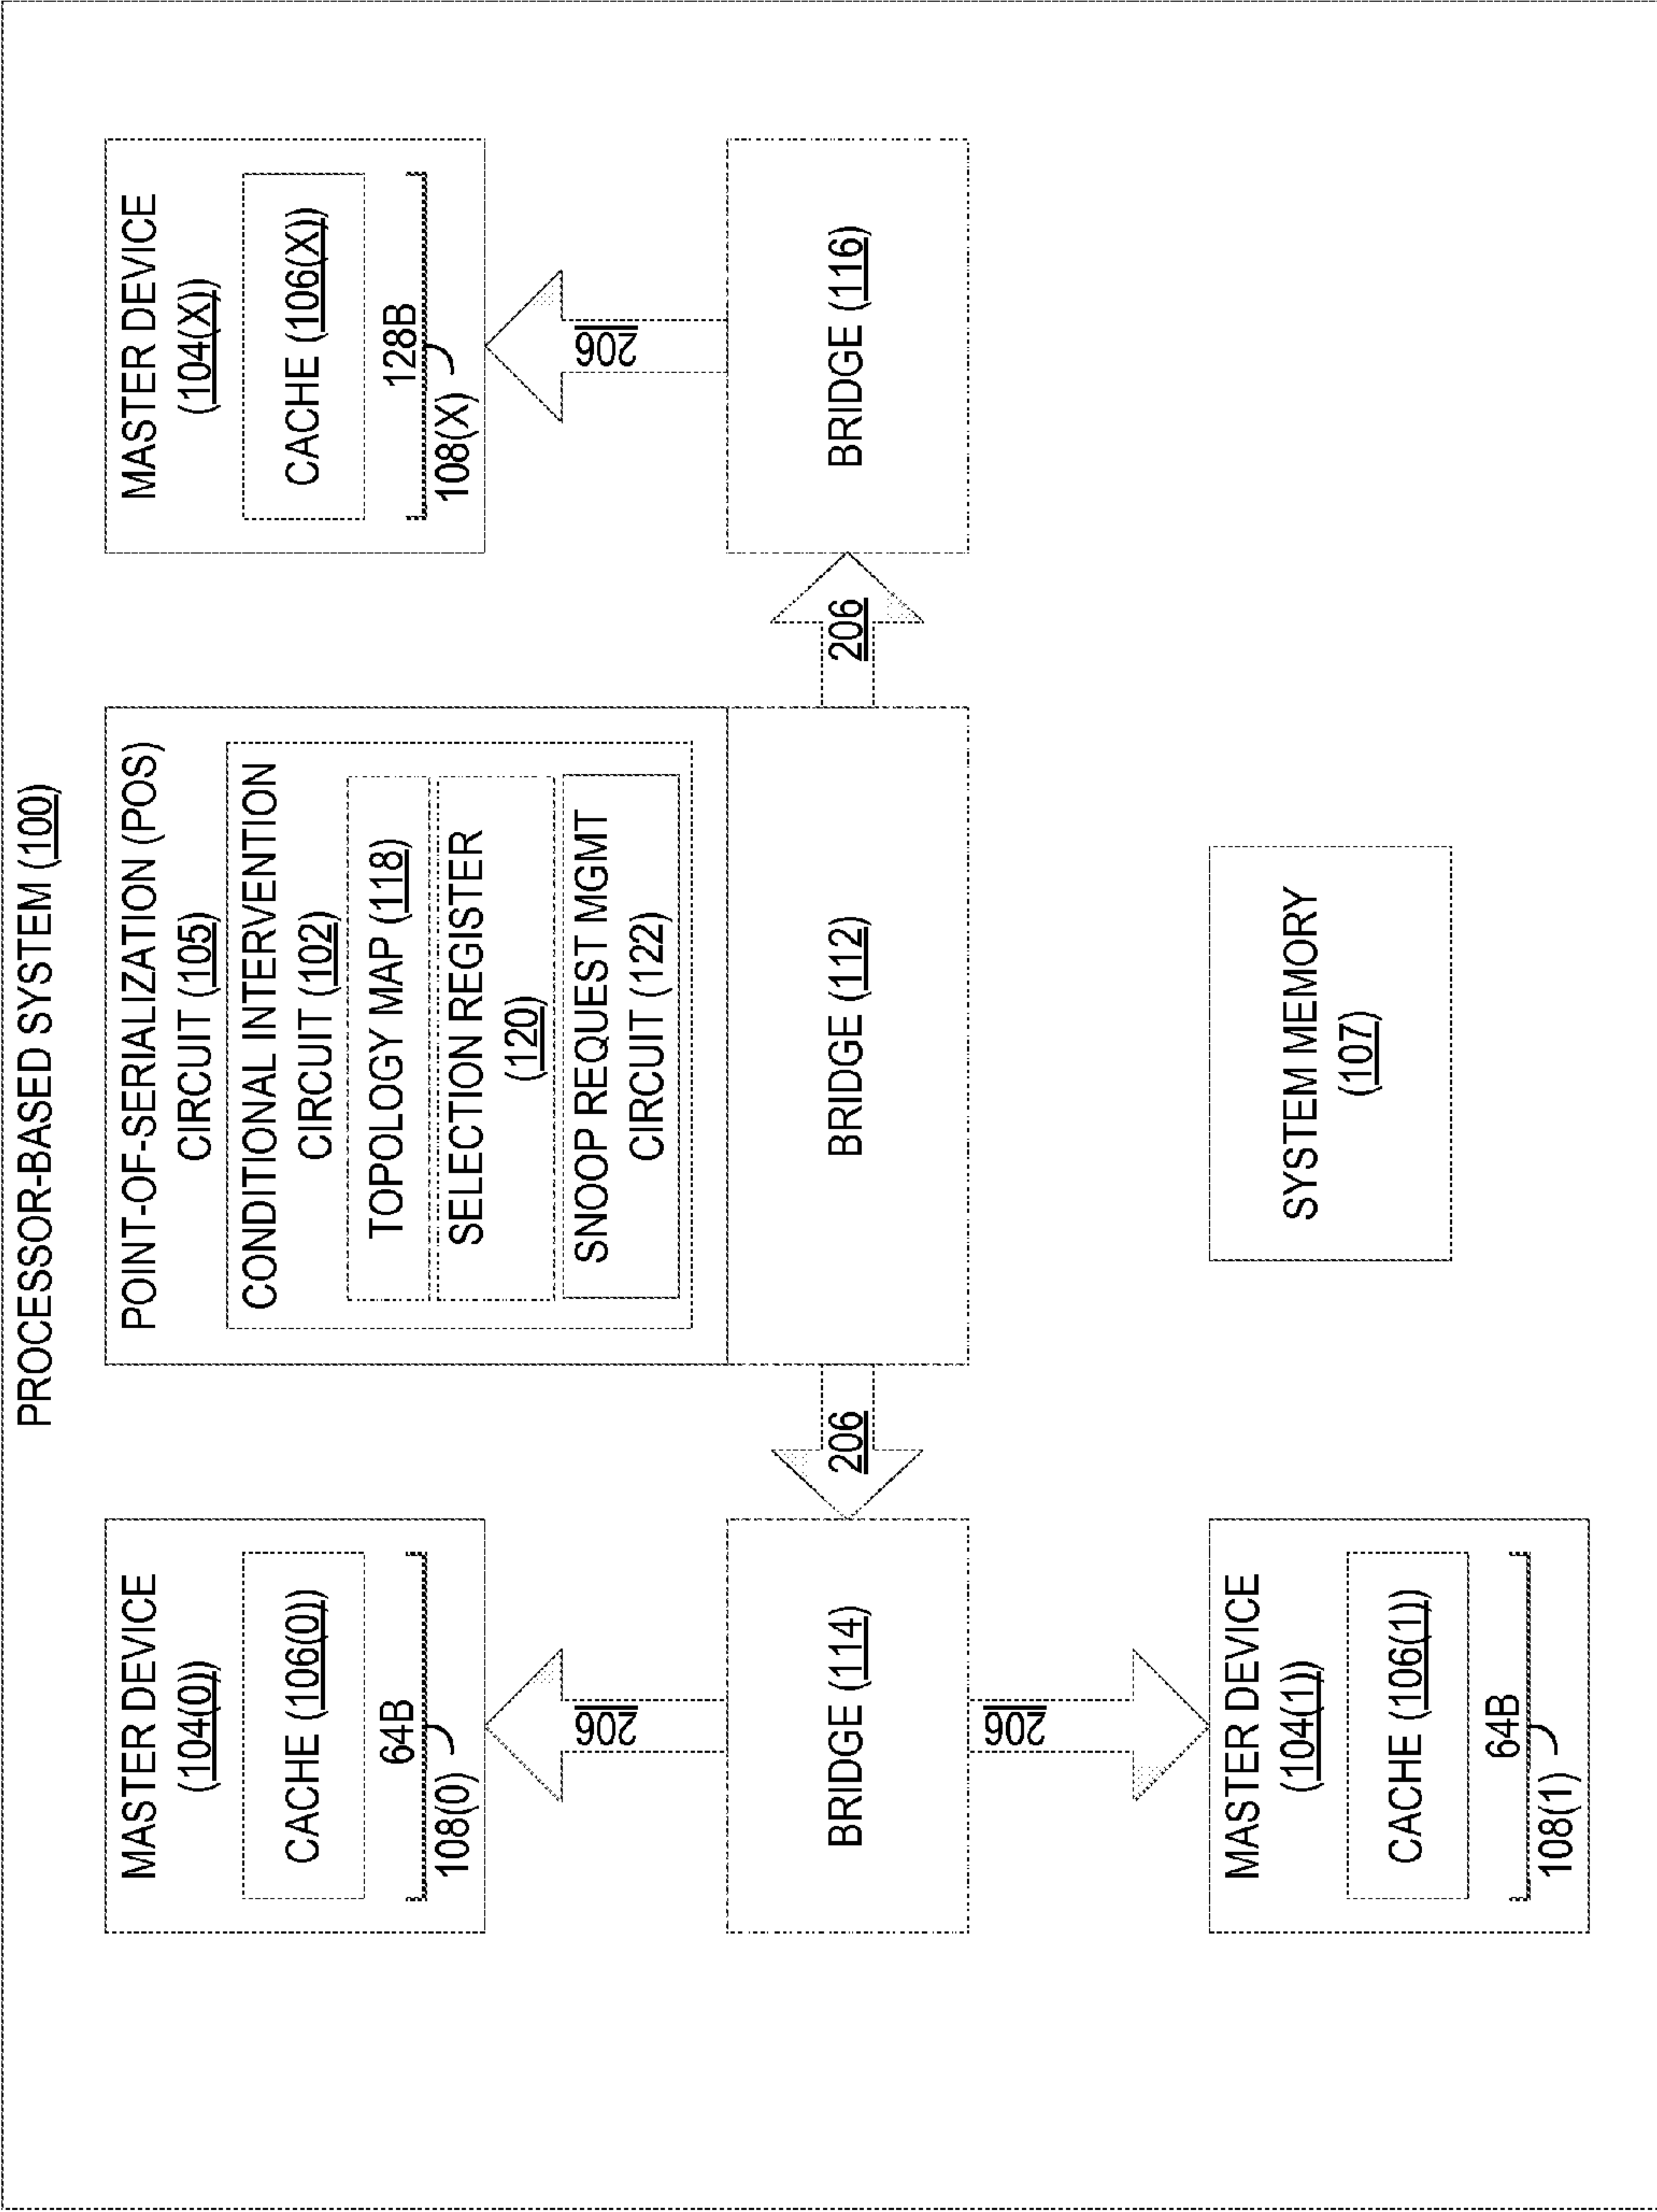 PROCESSOR-BASED SYSTEM (100)
MASTER DEVICE
(104(0))
CACHE (106(0))
64B
108(0)
POINT-OF-SERIALIZATION (POS)
CIRCUIT (105)
CONDITIONAL INTERVENTION
CIRCUIT (102)
TOPOLOGY MAP (118)
SELECTION REGISTER
(120)
SNOOP REQUEST MGMT
CIRCUIT (122)
MASTER DEVICE
(104(X))
CACHE (106(X))
128B
108(X)
206
206
BRIDGE (114)
206
BRIDGE (112)
206
BRIDGE (116)
206
MASTER DEVICE
(104(1))
CACHE (106(1))
64B
108(1)
SYSTEM MEMORY
(107)